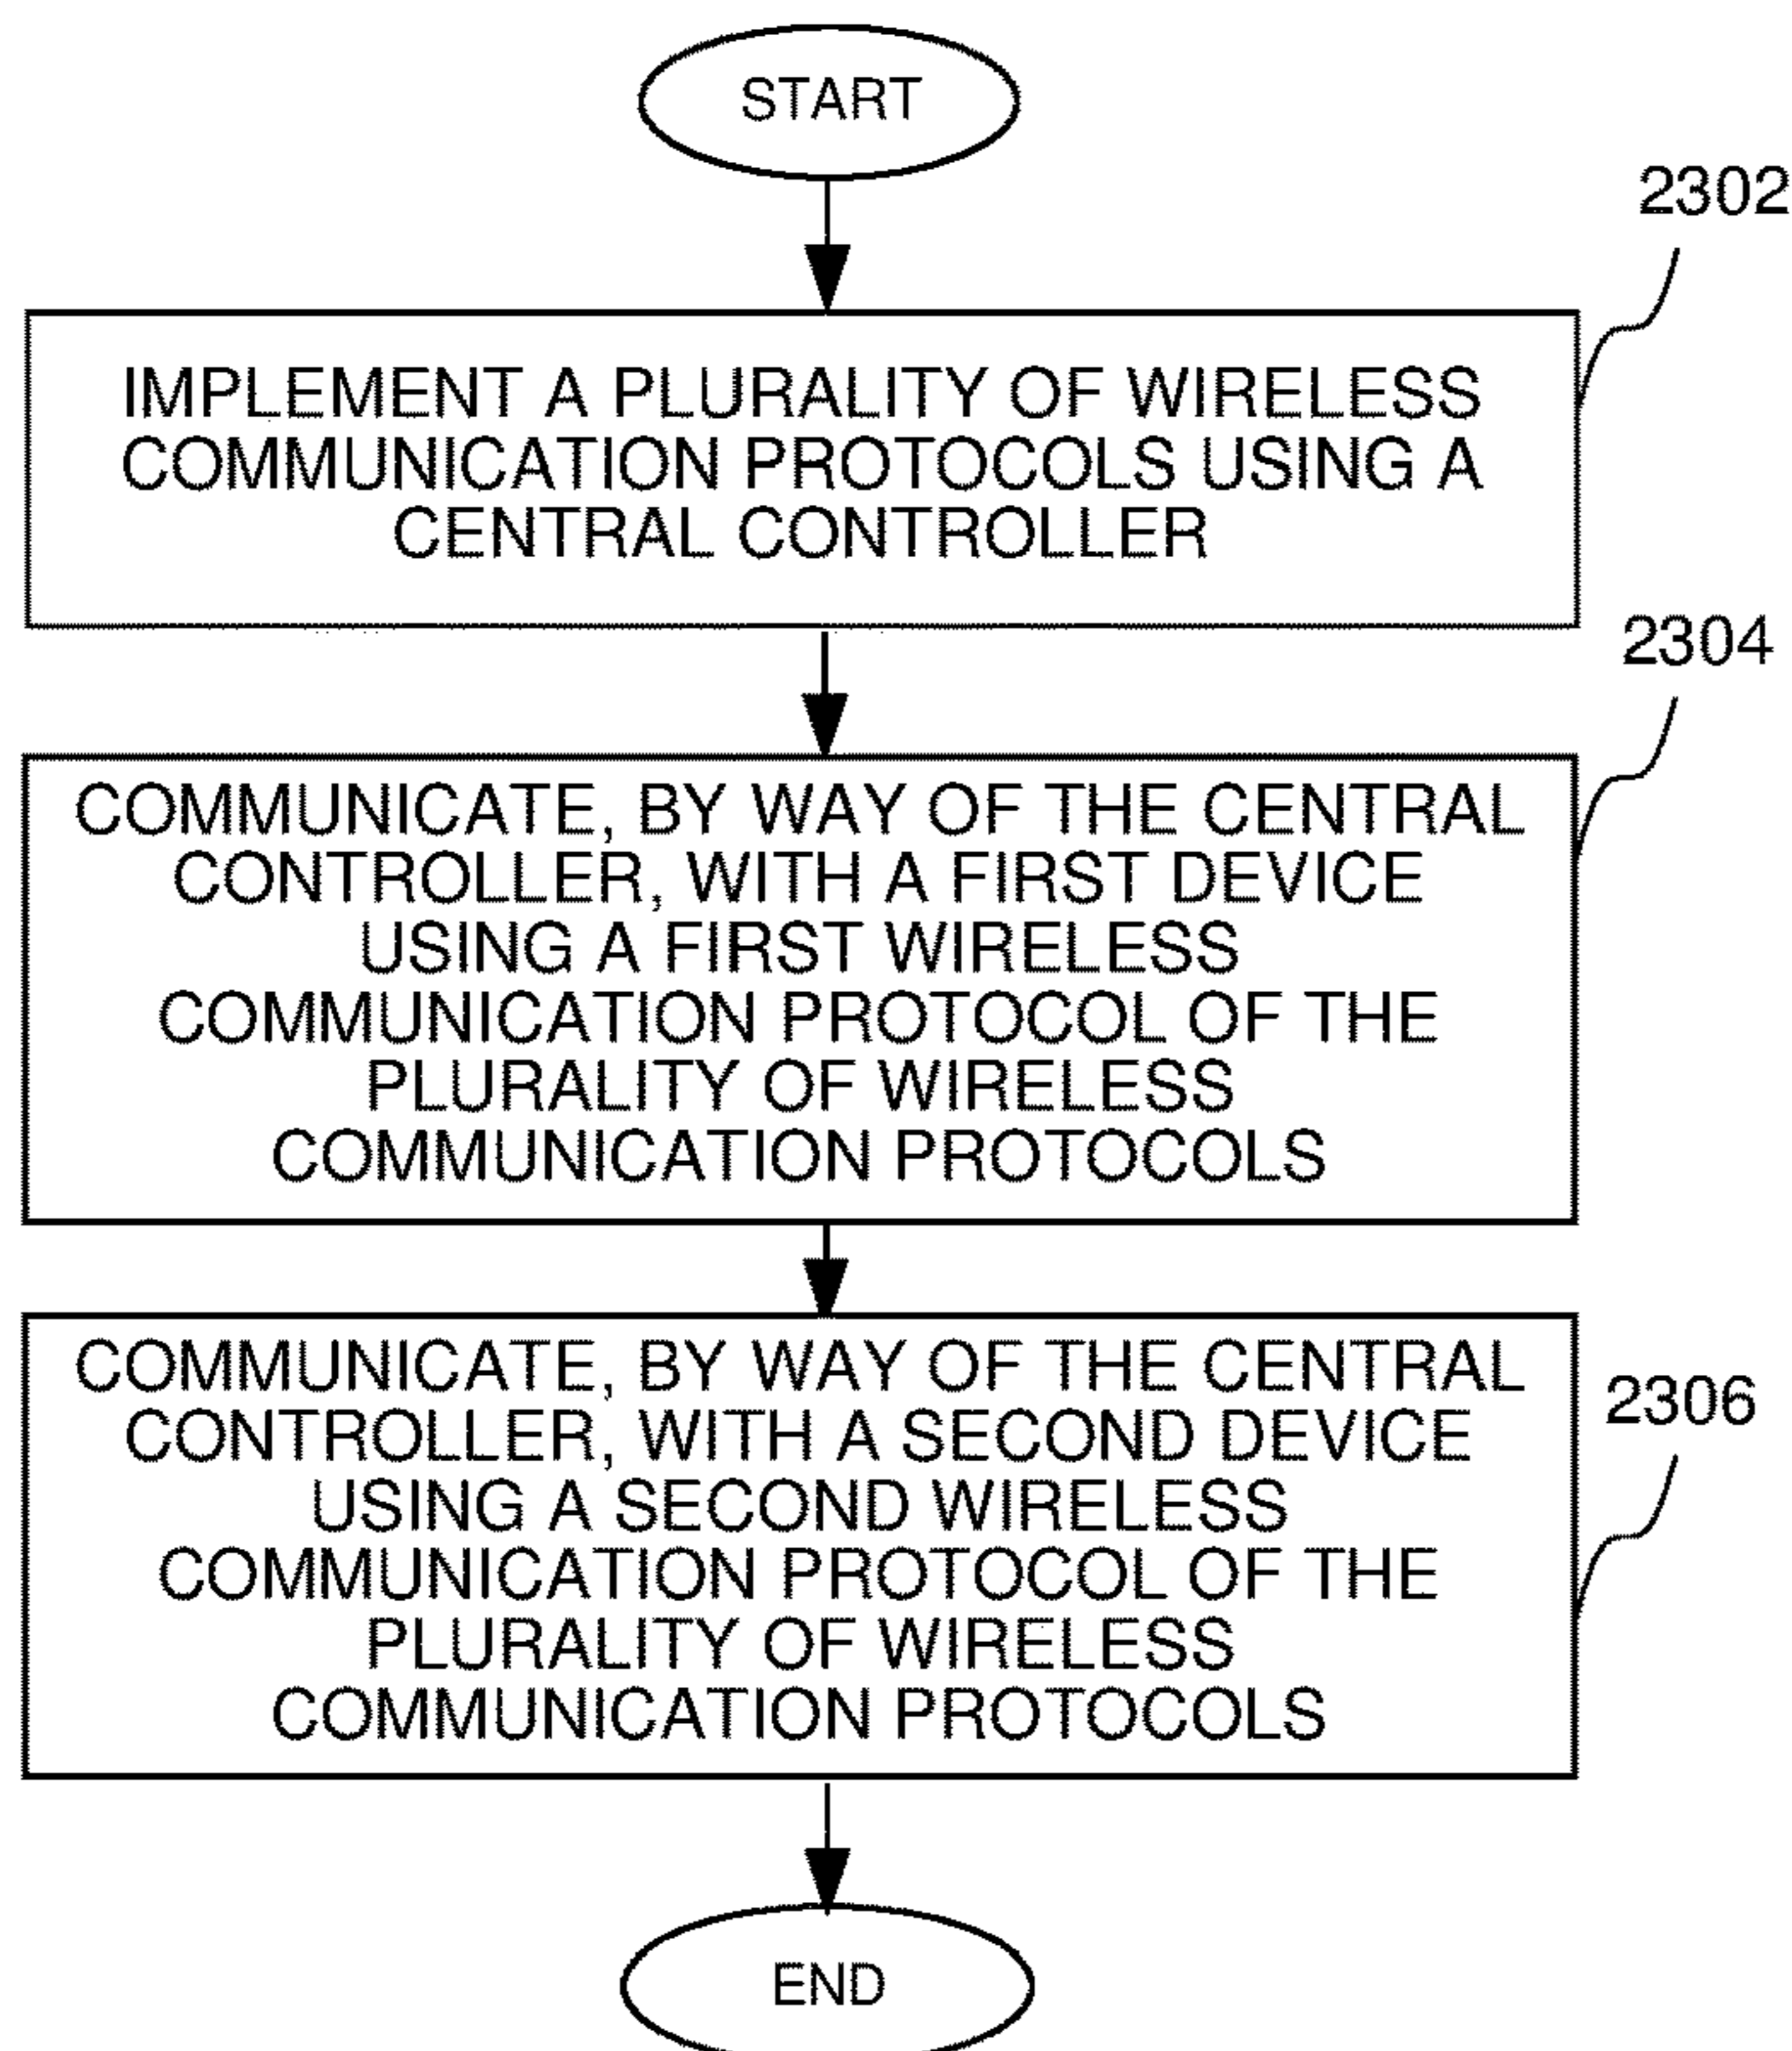 START
2302
IMPLEMENT A PLURALITY OF WIRELESS
COMMUNICATION PROTOCOLS USING A
CENTRAL CONTROLLER
2304
COMMUNICATE, BY WAY OF THE CENTRAL
CONTROLLER, WITH A FIRST DEVICE
USING A FIRST WIRELESS
COMMUNICATION PROTOCOL OF THE
PLURALITY OF WIRELESS
COMMUNICATION PROTOCOLS
COMMUNICATE, BY WAY OF THE CENTRAL
CONTROLLER, WITH A SECOND DEVICE
2306
USING A SECOND WIRELESS
COMMUNICATION PROTOCOL OF THE
PLURALITY OF WIRELESS
COMMUNICATION PROTOCOLS
END